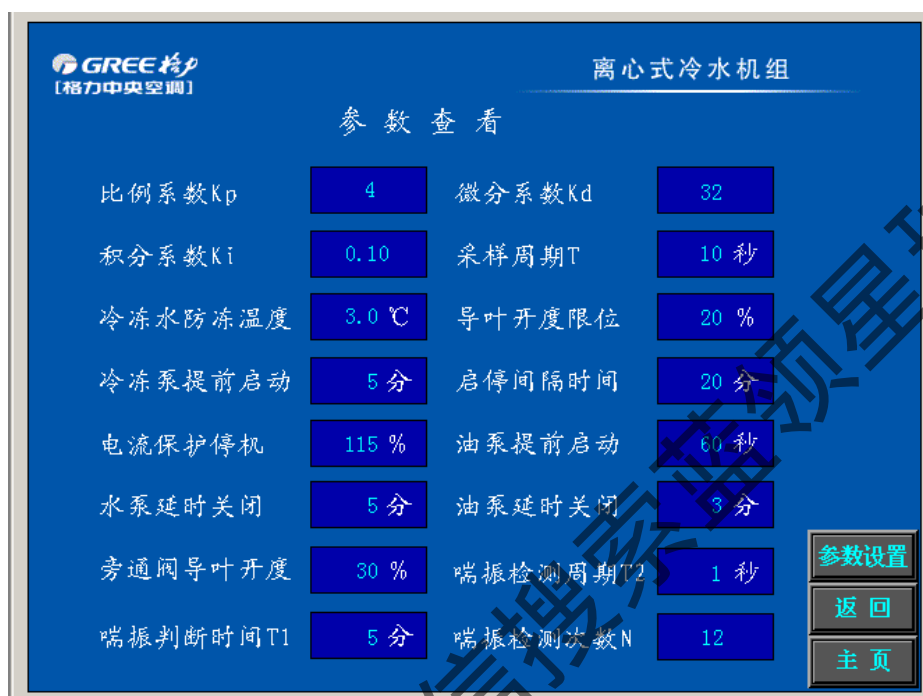 GREE格力
[格力中央空调]
离心式冷水机组
参数查看
比例系数Kp 4 微分系数Kd 32
积分系数Ki 0.10 采样周期T 10 秒
冷冻水防冻温度 3.0 ℃ 导叶开度限位 20 %
冷冻泵提前启动 5 分 启停间隔时间 20 分
电流保护停机 115 % 油泵提前启动 60 秒
水泵延时关闭 5 分 油泵延时关闭 3 分
旁通阀导叶开度 30 % 喘振检测周期T2 1 秒
喘振判断时间T1 5 分 喘振检测次数N 12
参数设置
返回
主页
信搜索蓝领星球